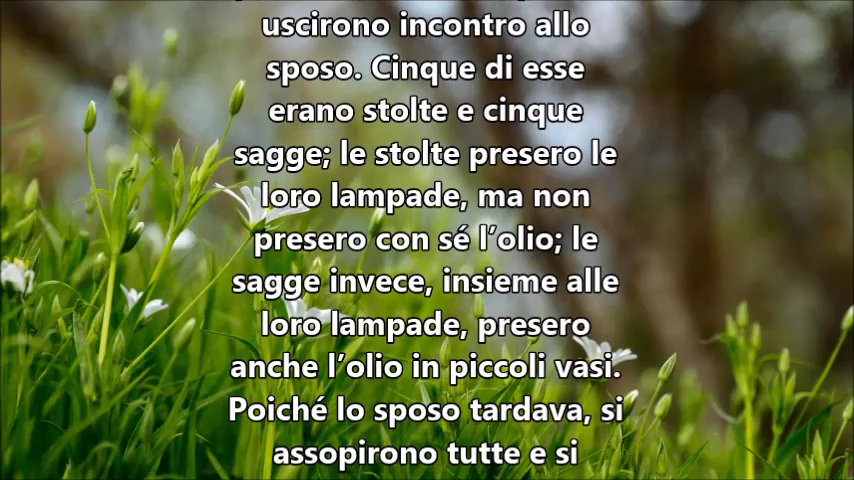 uscirono incontro allo
sposo. Cinque di esse
erano stolte e cinque
sagge; le stolte presero le
loro lampade, ma non
presero con sé l’olio; le
sagge invece, insieme alle
loro lampade, presero
anche l’olio in piccoli vasi.
Poiché lo sposo tardava, si
assopirono tutte e si